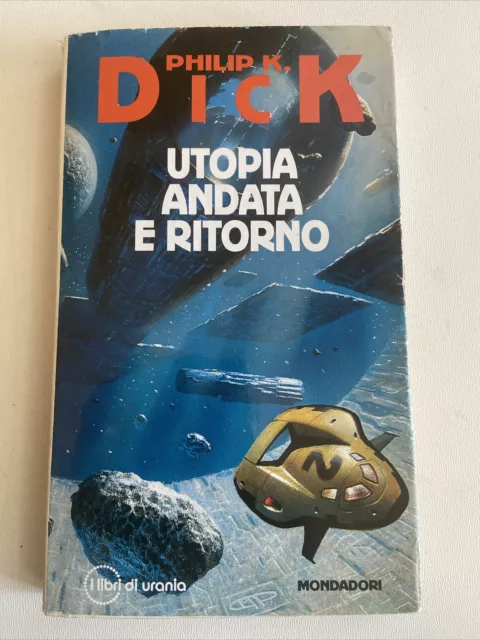 PHILIP K.
DICK
UTOPIA
ANDATA
E RITORNO
N
i libri di urania
MONDADORI